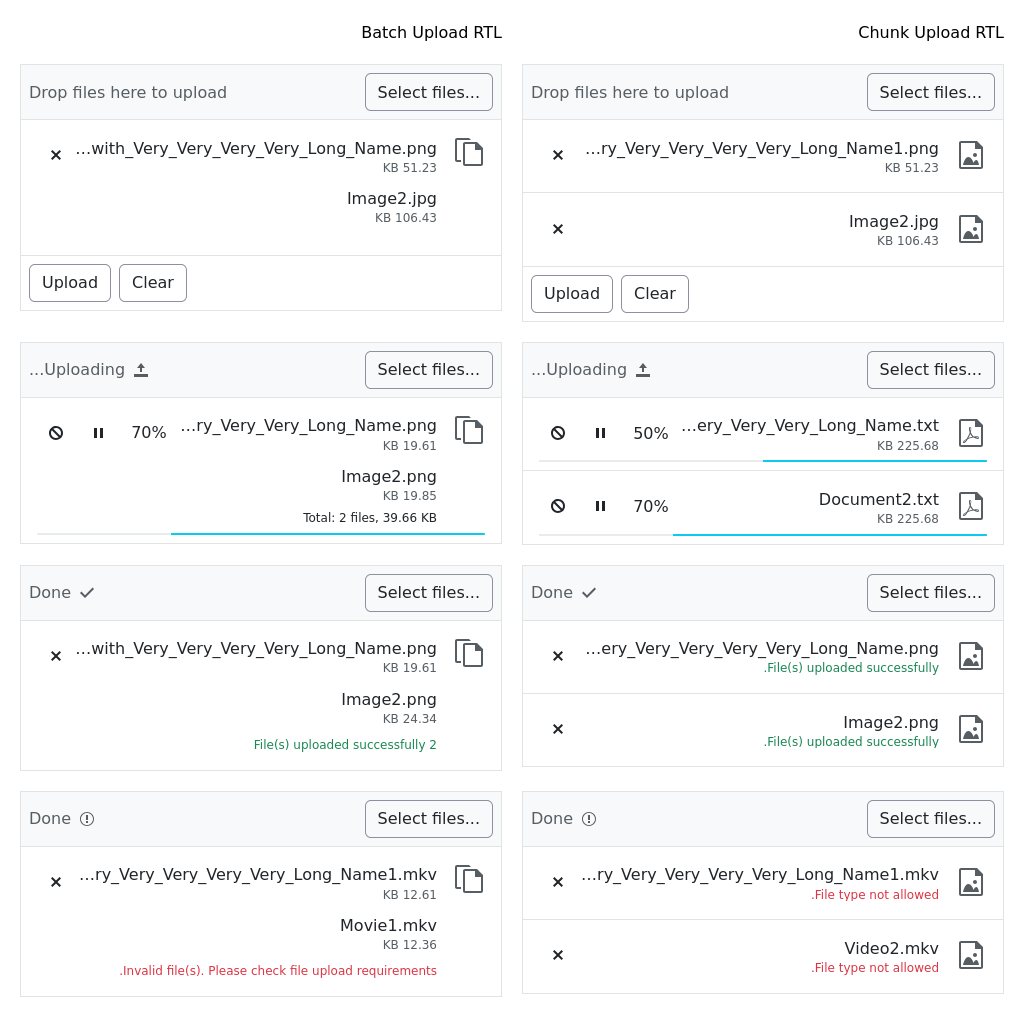 Batch Upload RTL
Drop files here to upload
Select files...
...with_Very_Very_Very_Very_Long_Name.png
KB 51.23
Image2.jpg
KB 106.43
Upload
Clear
...Uploading
Select files...
70%
...ry_Very_Very_Long_Name.png
KB 19.61
Image2.png
KB 19.85
Total: 2 files, 39.66 KB
Done
Select files...
...with_Very_Very_Very_Very_Long_Name.png
KB 19.61
Image2.png
KB 24.34
File(s) uploaded successfully 2
Done
Select files...
...ry_Very_Very_Very_Very_Long_Name1.mkv
KB 12.61
Movie1.mkv
KB 12.36
.Invalid file(s). Please check file upload requirements
Chunk Upload RTL
Drop files here to upload
Select files...
...ry_Very_Very_Very_Very_Long_Name1.png
KB 51.23
Image2.jpg
KB 106.43
Upload
Clear
...Uploading
Select files...
50%
...ery_Very_Very_Long_Name.txt
KB 225.68
70%
Document2.txt
KB 225.68
Done
Select files...
...ery_Very_Very_Very_Very_Long_Name.png
.File(s) uploaded successfully
Image2.png
.File(s) uploaded successfully
Done
Select files...
...ry_Very_Very_Very_Very_Long_Name1.mkv
.File type not allowed
Video2.mkv
.File type not allowed